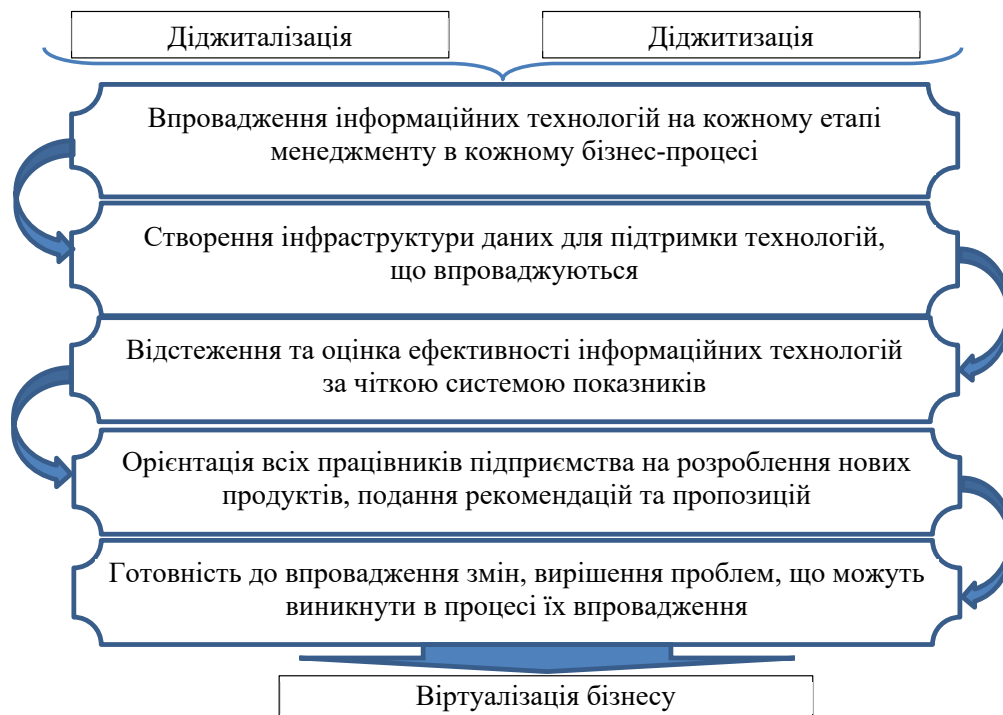 Діджиталізація
Діджитизація
Впровадження інформаційних технологій на кожному етапі
менеджменту в кожному бізнес-процесі
Створення інфраструктури даних для підтримки технологій,
що впроваджуються
Відстеження та оцінка ефективності інформаційних технологій
за чіткою системою показників
Орієнтація всіх працівників підприємства на розроблення нових
продуктів, подання рекомендацій та пропозицій
Готовність до впровадження змін, вирішення проблем, що можуть
виникнути в процесі їх впровадження
Віртуалізація бізнесу